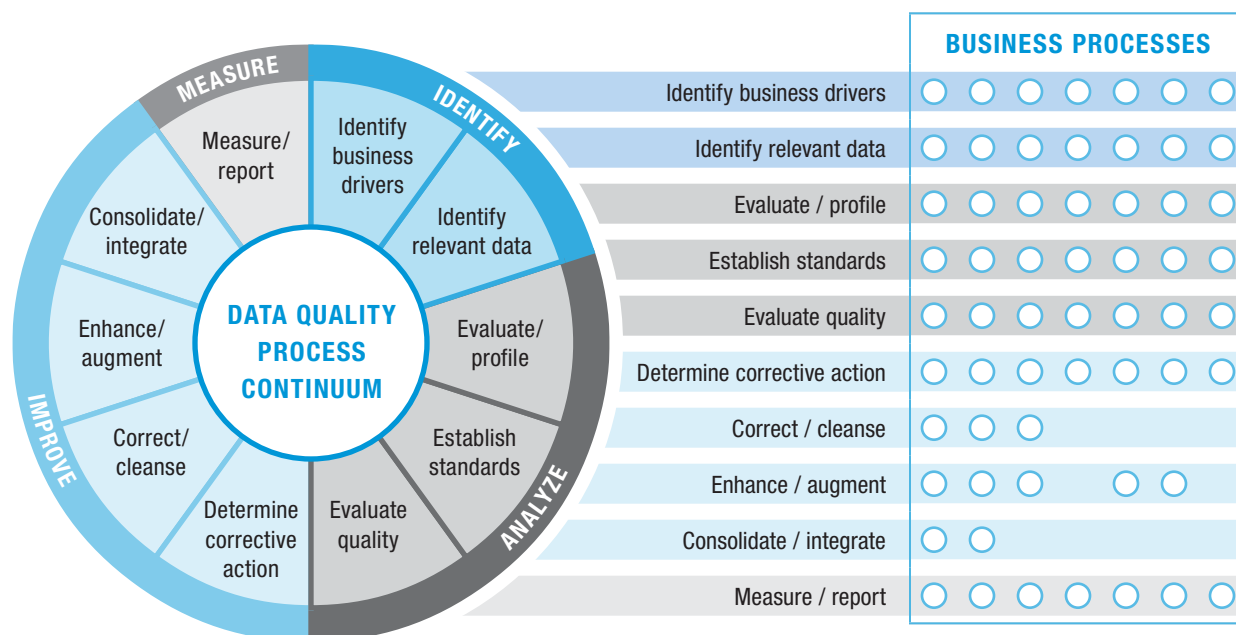 MEASURE
IDENTIFY
ANALYZE
IMPROVE
Identify
business
drivers
Identify
relevant data
Evaluate/
profile
Establish
standards
Evaluate
quality
Determine
corrective
action
Correct/
cleanse
Enhance/
augment
Consolidate/
integrate
Measure/
report
DATA QUALITY
PROCESS
CONTINUUM
BUSINESS PROCESSES
Identify business drivers
Identify relevant data
Evaluate / profile
Establish standards
Evaluate quality
Determine corrective action
Correct / cleanse
Enhance / augment
Consolidate / integrate
Measure / report